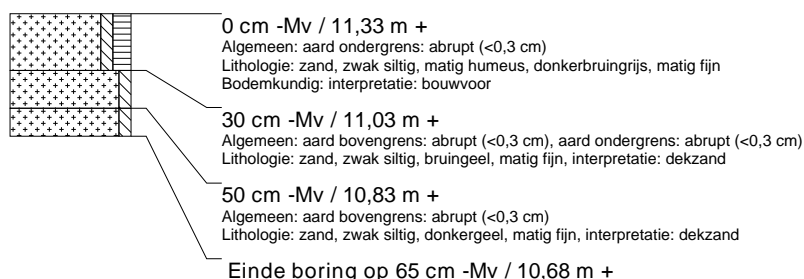 0 cm -Mv / 11,33 m +
Algemeen: aard ondergrens: abrupt (<0,3 cm)
Lithologie: zand, zwak siltig, matig humeus, donkerbruingrijs, matig fijn
Bodemkundig: interpretatie: bouwvoor
30 cm -Mv / 11,03 m +
Algemeen: aard bovengrens: abrupt (<0,3 cm), aard ondergrens: abrupt (<0,3 cm)
Lithologie: zand, zwak siltig, bruingeel, matig fijn, interpretatie: dekzand
50 cm -Mv / 10,83 m +
Algemeen: aard bovengrens: abrupt (<0,3 cm)
Lithologie: zand, zwak siltig, donkergeel, matig fijn, interpretatie: dekzand
Einde boring op 65 cm -Mv / 10,68 m +